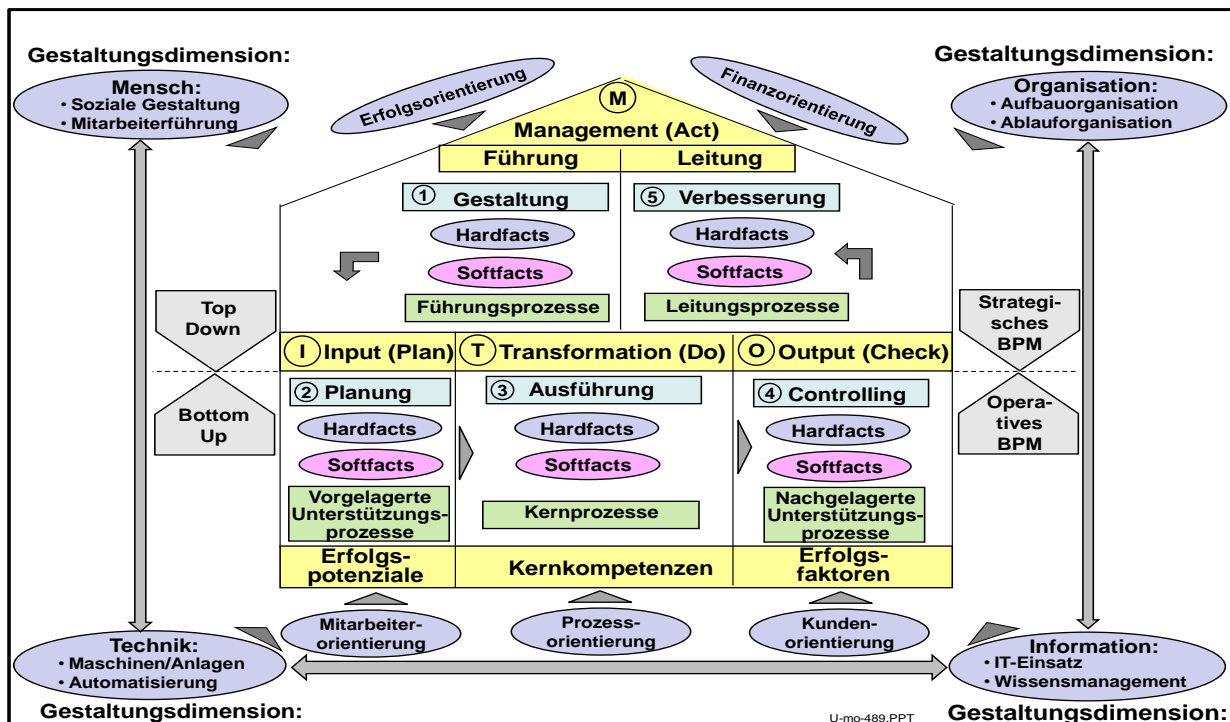 Gestaltungsdimension:
Mensch:
• Soziale Gestaltung
• Mitarbeiterführung
Erfolgsorientierung
Finanzorientierung
Gestaltungsdimension:
Organisation:
• Aufbauorganisation
• Ablauforganisation
M
Management (Act)
Führung
Leitung
1 Gestaltung
Hardfacts
Softfacts
Führungsprozesse
5 Verbesserung
Hardfacts
Softfacts
Leitungsprozesse
Top
Down
Bottom
Up
Strategi-
sches
BPM
Opera-
tives
BPM
I Input (Plan)
T Transformation (Do)
O Output (Check)
2 Planung
Hardfacts
Softfacts
Vorgelagerte
Unterstützungs-
prozesse
3 Ausführung
Hardfacts
Softfacts
Kernprozesse
4 Controlling
Hardfacts
Softfacts
Nachgelagerte
Unterstützungs-
prozesse
Erfolgs-
potenziale
Kernkompetenzen
Erfolgs-
faktoren
Mitarbeiter-
orientierung
Prozess-
orientierung
Kunden-
orientierung
Technik:
• Maschinen/Anlagen
• Automatisierung
Gestaltungsdimension:
Information:
• IT-Einsatz
• Wissensmanagement
U-mo-489.PPT
Gestaltungsdimension: